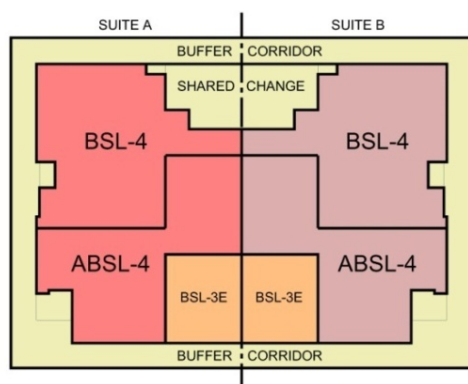 SUITE A SUITE B
BUFFER CORRIDOR
SHARED CHANGE
BSL-4 BSL-4
ABSL-4 ABSL-4
BSL-3E BSL-3E
BUFFER CORRIDOR